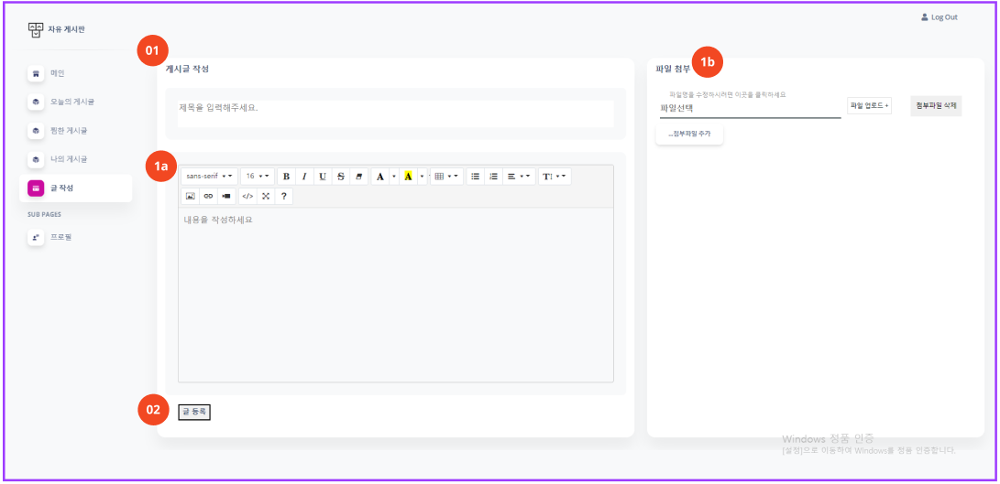 Log Out
자유 게시판
01
1b
게시글 작성
파일 첨부
메인
오늘의 게시글
찜한 게시글
나의 게시글
글 작성
SUB PAGES
프로필
제목을 입력해주세요.
파일명을 수정하시려면 이곳을 클릭하세요
파일선택
파일 업로드 +
첨부파일 삭제
...첨부파일 추가
1a
sans-serif
16
B I U S A A T
</> ?
내용을 작성하세요
02
글 등록
Windows 정품 인증
[설정]으로 이동하여 Windows를 정품 인증합니다.